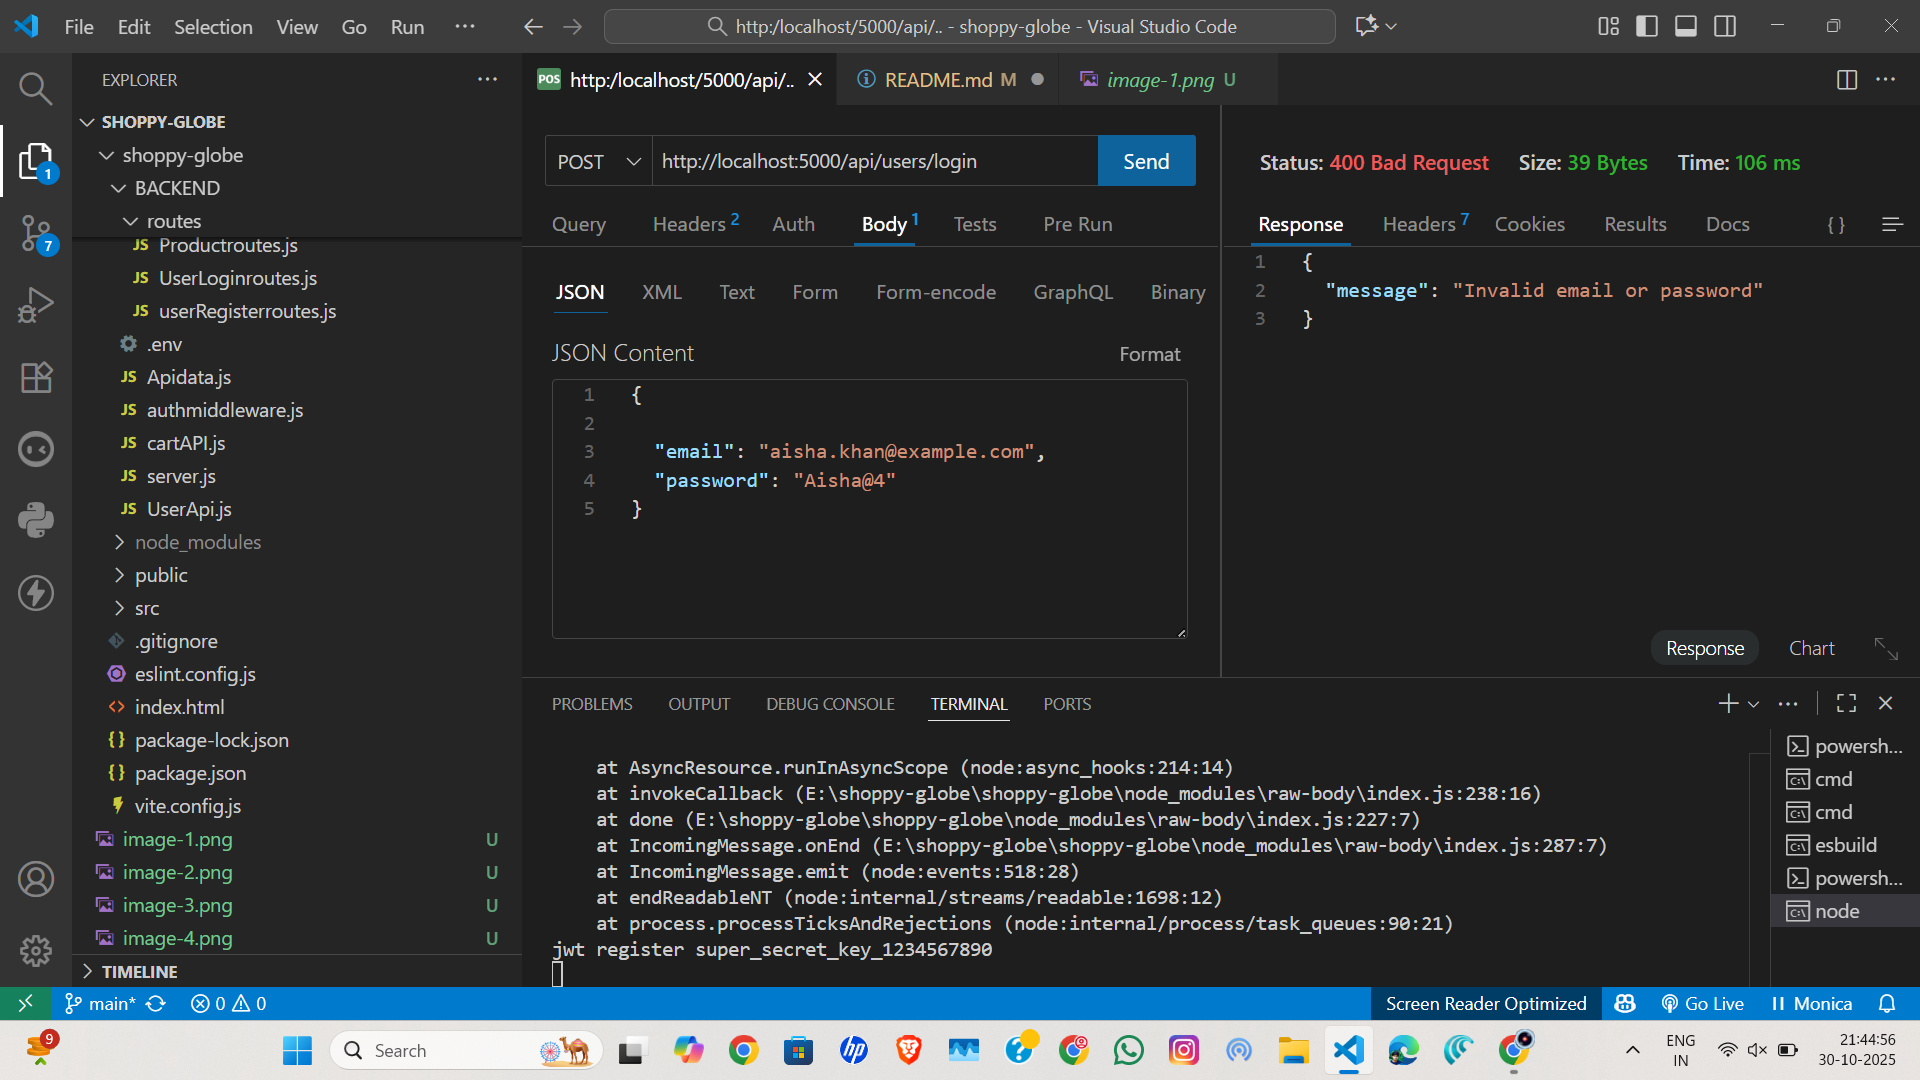 File Edit Selection View Go Run ···
http:/localhost/5000/api/.. - shoppy-globe - Visual Studio Code
EXPLORER
SHOPPY-GLOBE
shoppy-globe
BACKEND
routes
JS Productroutes.js
JS UserLoginroutes.js
JS userRegisterroutes.js
.env
JS Apidata.js
JS authmiddleware.js
JS cartAPI.js
JS server.js
JS UserApi.js
node_modules
public
src
.gitignore
eslint.config.js
<> index.html
{} package-lock.json
{} package.json
vite.config.js
image-1.png U
image-2.png U
image-3.png U
image-4.png U
TIMELINE
1
7
POS http:/localhost/5000/api/..
README.md M
image-1.png U
POST http://localhost:5000/api/users/login Send
Query Headers 2 Auth Body 1 Tests Pre Run
JSON XML Text Form Form-encode GraphQL Binary
JSON Content Format
1 {
2
3 "email": "aisha.khan@example.com",
4 "password": "Aisha@4"
5 }
Status: 400 Bad Request Size: 39 Bytes Time: 106 ms
Response Headers 7 Cookies Results Docs { }
1 {
2 "message": "Invalid email or password"
3 }
Response Chart
PROBLEMS OUTPUT DEBUG CONSOLE TERMINAL PORTS
at AsyncResource.runInAsyncScope (node:async_hooks:214:14)
at invokeCallback (E:\shoppy-globe\shoppy-globe\node_modules\raw-body\index.js:238:16)
at done (E:\shoppy-globe\shoppy-globe\node_modules\raw-body\index.js:227:7)
at IncomingMessage.onEnd (E:\shoppy-globe\shoppy-globe\node_modules\raw-body\index.js:287:7)
at IncomingMessage.emit (node:events:518:28)
at endReadableNT (node:internal/streams/readable:1698:12)
at process.processTicksAndRejections (node:internal/process/task_queues:90:21)
jwt register super_secret_key_1234567890
powersh...
cmd
cmd
esbuild
powersh...
node
main* 0 0
Screen Reader Optimized Go Live Monica
9
Search
hp
ENG
IN
21:44:56
30-10-2025